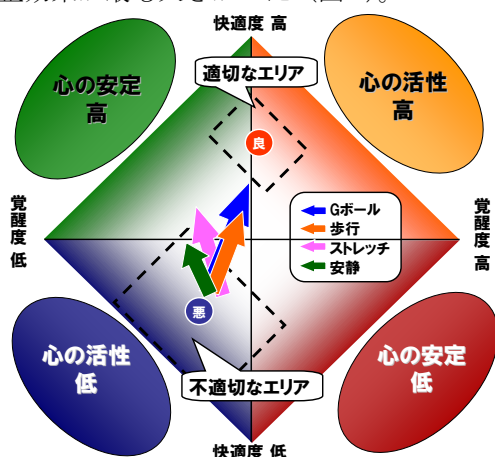 快適度 高
適切なエリア
心の安定
高
心の活性
高
良
覚醒度 低
Gボール
歩行
ストレッチ
安静
覚醒度 高
悪
心の活性
低
心の安定
低
不適切なエリア
快適度 低